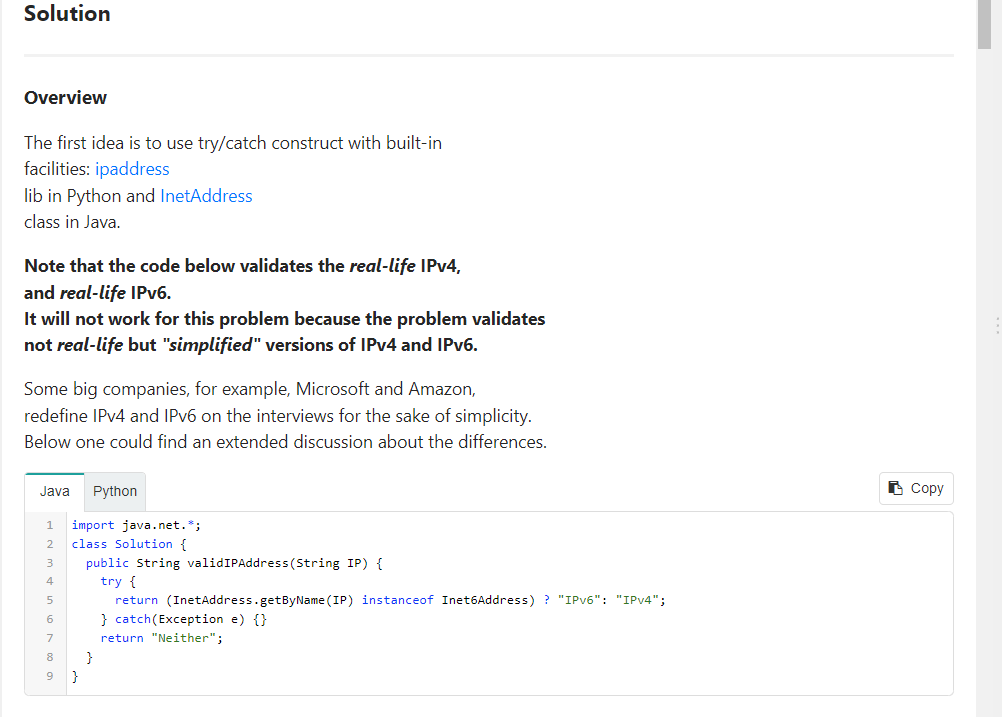 Solution
Overview
The first idea is to use try/catch construct with built-in
facilities: ipaddress
lib in Python and InetAddress
class in Java.
Note that the code below validates the real-life IPv4,
and real-life IPv6.
It will not work for this problem because the problem validates
not real-life but "simplified" versions of IPv4 and IPv6.
Some big companies, for example, Microsoft and Amazon,
redefine IPv4 and IPv6 on the interviews for the sake of simplicity.
Below one could find an extended discussion about the differences.
Java Python Copy
1 import java.net.*;
2 class Solution {
3   public String validIPAddress(String IP) {
4     try {
5       return (InetAddress.getByName(IP) instanceof Inet6Address) ? "IPv6": "IPv4";
6     } catch(Exception e) {}
7     return "Neither";
8   }
9 }